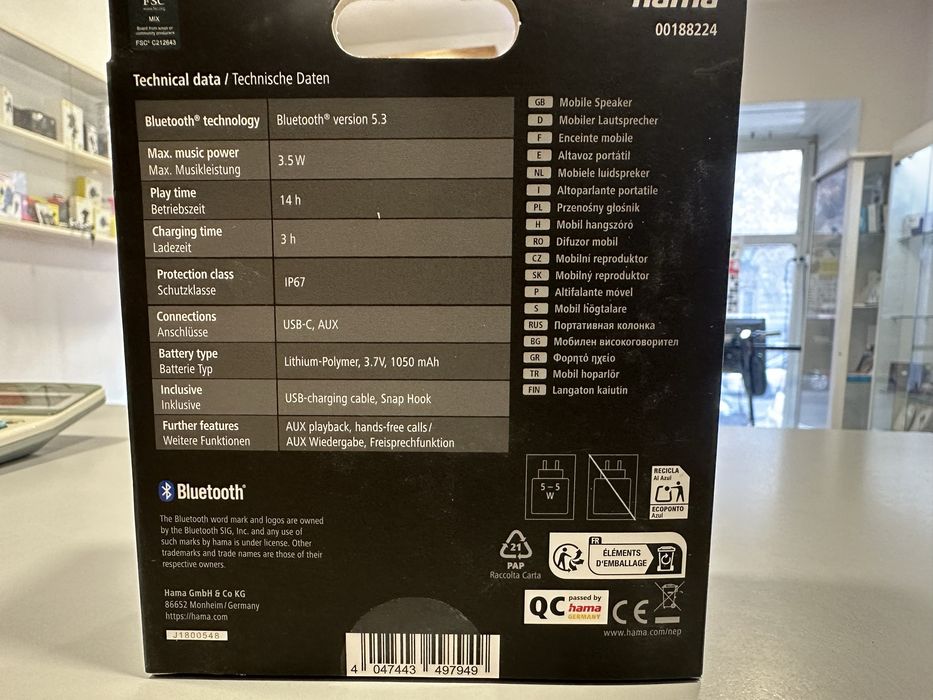 FSC
www.fsc.org
MIX
Board from
FSC® C212643
hama
00188224
Technical data / Technische Daten
Bluetooth® technology
Bluetooth® version 5.3
Max. music power
Max. Musikleistung
3.5 W
Play time
Betriebszeit
14 h
Charging time
Ladezeit
3 h
Protection class
Schutzklasse
IP67
Connections
Anschlüsse
USB-C, AUX
Battery type
Batterie Typ
Lithium-Polymer, 3.7V, 1050 mAh
Inclusive
Inklusive
USB-charging cable, Snap Hook
Further features
Weitere Funktionen
AUX playback, hands-free calls/
AUX Wiedergabe, Freisprechfunktion
GB Mobile Speaker
D Mobiler Lautsprecher
F Enceinte mobile
E Altavoz portátil
NL Mobiele luidspreker
I Altoparlante portatile
PL Przenośny głośnik
H Mobil hangszóró
RO Difuzor mobil
CZ Mobilní reproduktor
SK Mobilný reproduktor
P Altifalante móvel
S Mobil högtalare
RUS Портативная колонка
BG Мобилен високоговорител
GR Φορητό ηχείο
TR Mobil hoparlör
FIN Langaton kaiutin
Bluetooth®
The Bluetooth word mark and logos are owned
by the Bluetooth SIG, Inc. and any use of
such marks by hama is under license. Other
trademarks and trade names are those of their
respective owners.
Hama GmbH & Co KG
86652 Monheim/Germany
https://hama.com
J1800548
5 – 5
W
RECICLA
Al Azul
ECOPONTO
Azul
21
PAP
Raccolta Carta
FR
ÉLÉMENTS
D'EMBALLAGE
QC passed by
hama
GERMANY
CE
www.hama.com/nep
4 047443 497949